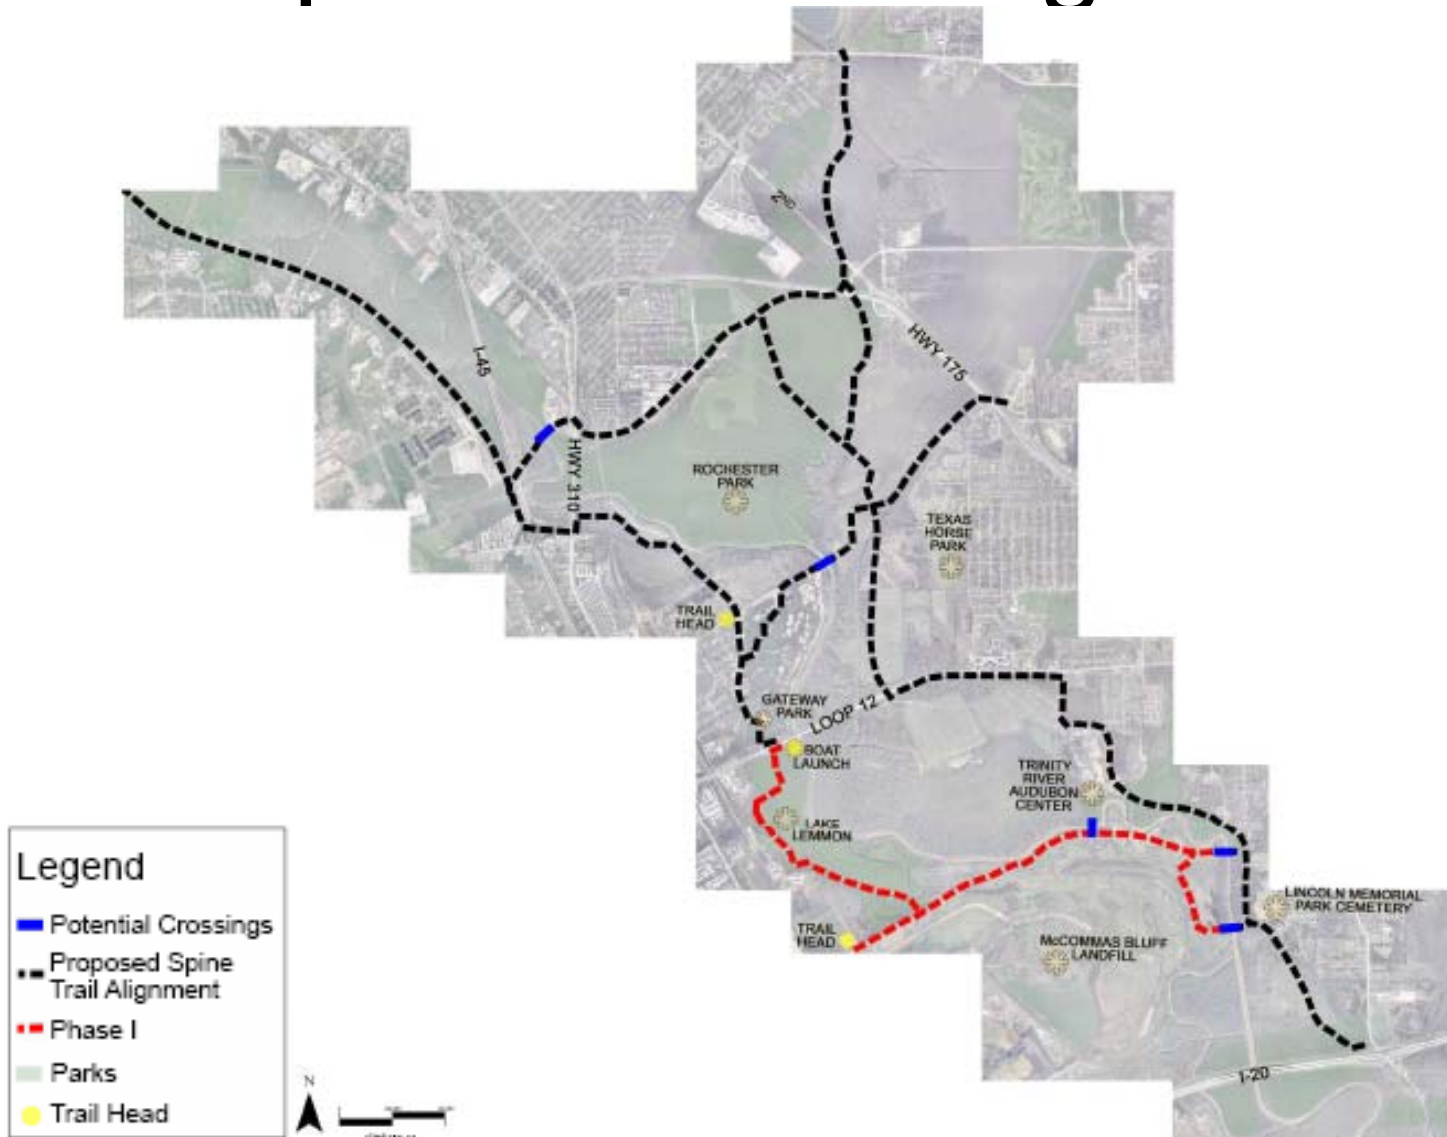 2ND
I-45
HWY 175
HWY 310
ROCHESTER
PARK
TEXAS
HORSE
PARK
TRAIL
HEAD
GATEWAY
PARK
LOOP 12
BOAT
LAUNCH
TRINITY
RIVER
AUDUBON
CENTER
LAKE
LEMMON
LINCOLN MEMORIAL
PARK CEMETERY
TRAIL
HEAD
McCOMMAS BLUFF
LANDFILL
I-20
Legend
Potential Crossings
Proposed Spine
Trail Alignment
Phase I
Parks
Trail Head
N